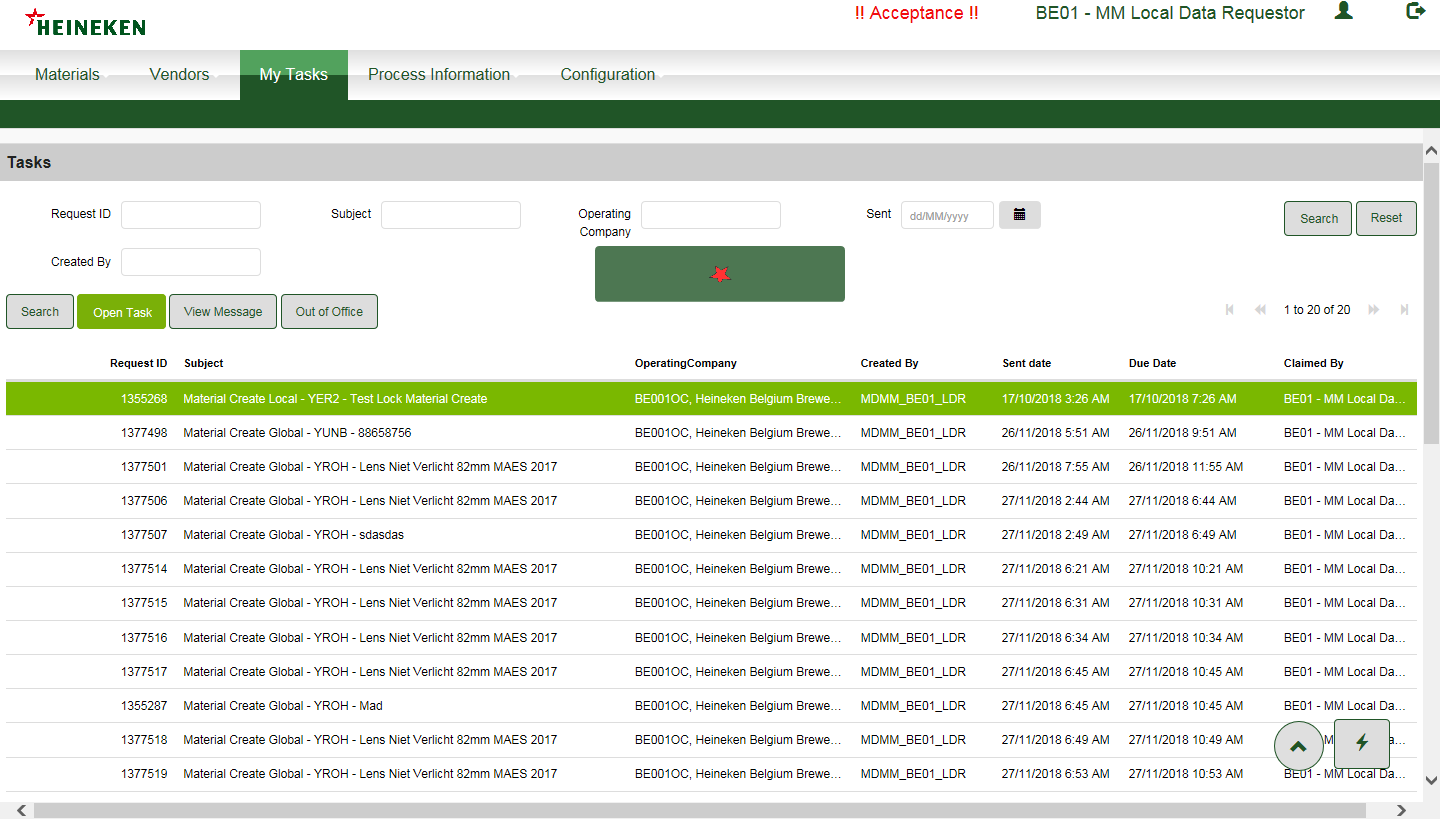 HEINEKEN
!! Acceptance !! BE01 - MM Local Data Requestor
Materials Vendors My Tasks Process Information Configuration
Tasks
Request ID Subject Operating Company Sent dd/MM/yyyy Search Reset
Created By
Search Open Task View Message Out of Office 1 to 20 of 20
Request ID Subject OperatingCompany Created By Sent date Due Date Claimed By
1355268 Material Create Local - YER2 - Test Lock Material Create BE001OC, Heineken Belgium Brewe... MDMM_BE01_LDR 17/10/2018 3:26 AM 17/10/2018 7:26 AM BE01 - MM Local Da...
1377498 Material Create Global - YUNB - 88658756 BE001OC, Heineken Belgium Brewe... MDMM_BE01_LDR 26/11/2018 5:51 AM 26/11/2018 9:51 AM BE01 - MM Local Da...
1377501 Material Create Global - YROH - Lens Niet Verlicht 82mm MAES 2017 BE001OC, Heineken Belgium Brewe... MDMM_BE01_LDR 26/11/2018 7:55 AM 26/11/2018 11:55 AM BE01 - MM Local Da...
1377506 Material Create Global - YROH - Lens Niet Verlicht 82mm MAES 2017 BE001OC, Heineken Belgium Brewe... MDMM_BE01_LDR 27/11/2018 2:44 AM 27/11/2018 6:44 AM BE01 - MM Local Da...
1377507 Material Create Global - YROH - sdasdas BE001OC, Heineken Belgium Brewe... MDMM_BE01_LDR 27/11/2018 2:49 AM 27/11/2018 6:49 AM BE01 - MM Local Da...
1377514 Material Create Global - YROH - Lens Niet Verlicht 82mm MAES 2017 BE001OC, Heineken Belgium Brewe... MDMM_BE01_LDR 27/11/2018 6:21 AM 27/11/2018 10:21 AM BE01 - MM Local Da...
1377515 Material Create Global - YROH - Lens Niet Verlicht 82mm MAES 2017 BE001OC, Heineken Belgium Brewe... MDMM_BE01_LDR 27/11/2018 6:31 AM 27/11/2018 10:31 AM BE01 - MM Local Da...
1377516 Material Create Global - YROH - Lens Niet Verlicht 82mm MAES 2017 BE001OC, Heineken Belgium Brewe... MDMM_BE01_LDR 27/11/2018 6:34 AM 27/11/2018 10:34 AM BE01 - MM Local Da...
1377517 Material Create Global - YROH - Lens Niet Verlicht 82mm MAES 2017 BE001OC, Heineken Belgium Brewe... MDMM_BE01_LDR 27/11/2018 6:45 AM 27/11/2018 10:45 AM BE01 - MM Local Da...
1355287 Material Create Global - YROH - Mad BE001OC, Heineken Belgium Brewe... MDMM_BE01_LDR 27/11/2018 6:45 AM 27/11/2018 10:45 AM BE01 - MM Local Da...
1377518 Material Create Global - YROH - Lens Niet Verlicht 82mm MAES 2017 BE001OC, Heineken Belgium Brewe... MDMM_BE01_LDR 27/11/2018 6:49 AM 27/11/2018 10:49 AM
1377519 Material Create Global - YROH - Lens Niet Verlicht 82mm MAES 2017 BE001OC, Heineken Belgium Brewe... MDMM_BE01_LDR 27/11/2018 6:53 AM 27/11/2018 10:53 AM BE01 - MM Local Da...